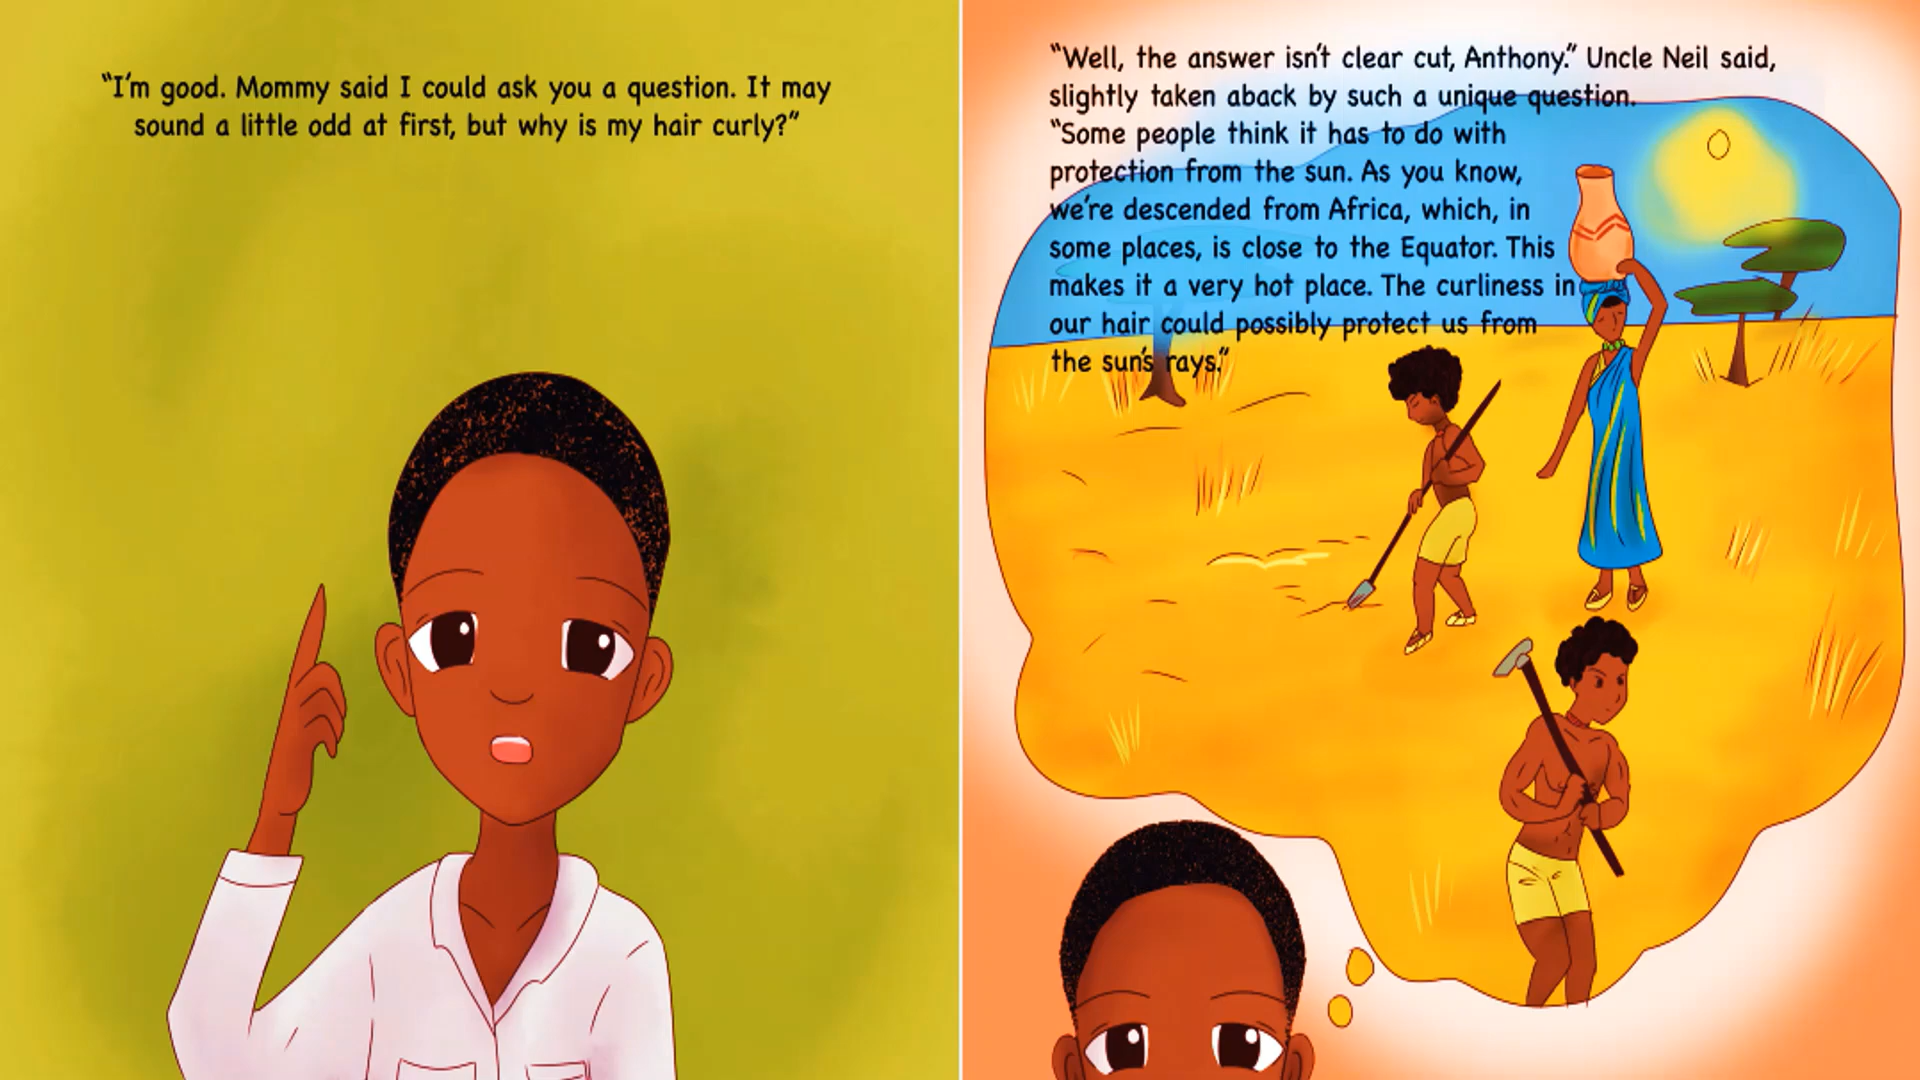 “I’m good. Mommy said I could ask you a question. It may
sound a little odd at first, but why is my hair curly?”
“Well, the answer isn’t clear cut, Anthony.” Uncle Neil said,
slightly taken aback by such a unique question.
“Some people think it has to do with
protection from the sun. As you know,
we’re descended from Africa, which, in
some places, is close to the Equator. This
makes it a very hot place. The curliness in
our hair could possibly protect us from
the sun’s rays.”